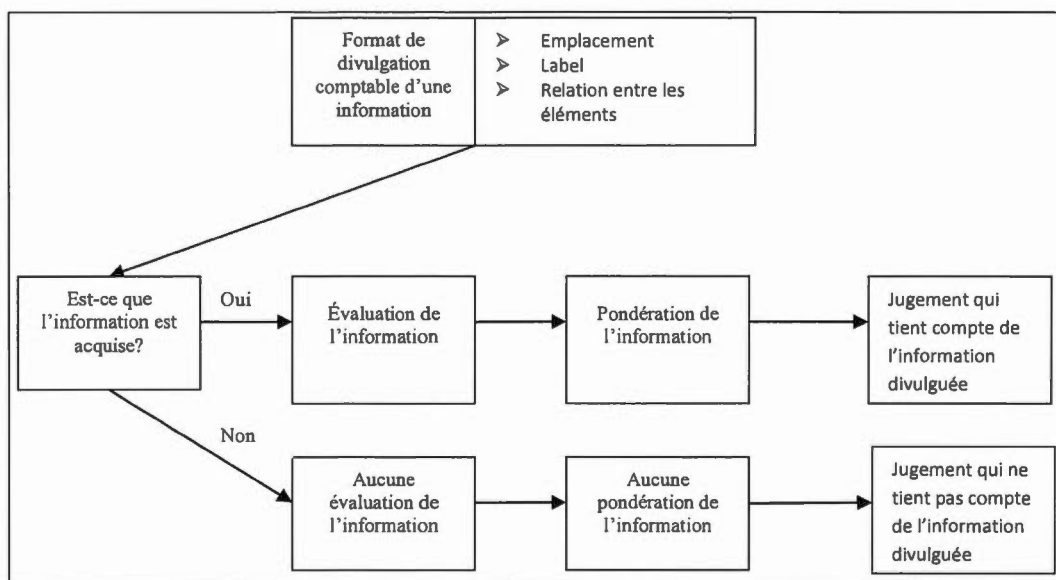 Format de
divulgation
comptable d'une
information
➢ Emplacement
➢ Label
➢ Relation entre les
éléments
Est-ce que
l'information est
acquise?
Oui
Évaluation de
l'information
Pondération de
l'information
Jugement qui
tient compte de
l'information
divulguée
Non
Aucune
évaluation de
l'information
Aucune
pondération de
l'information
Jugement qui ne
tient pas compte
de l'information
divulguée